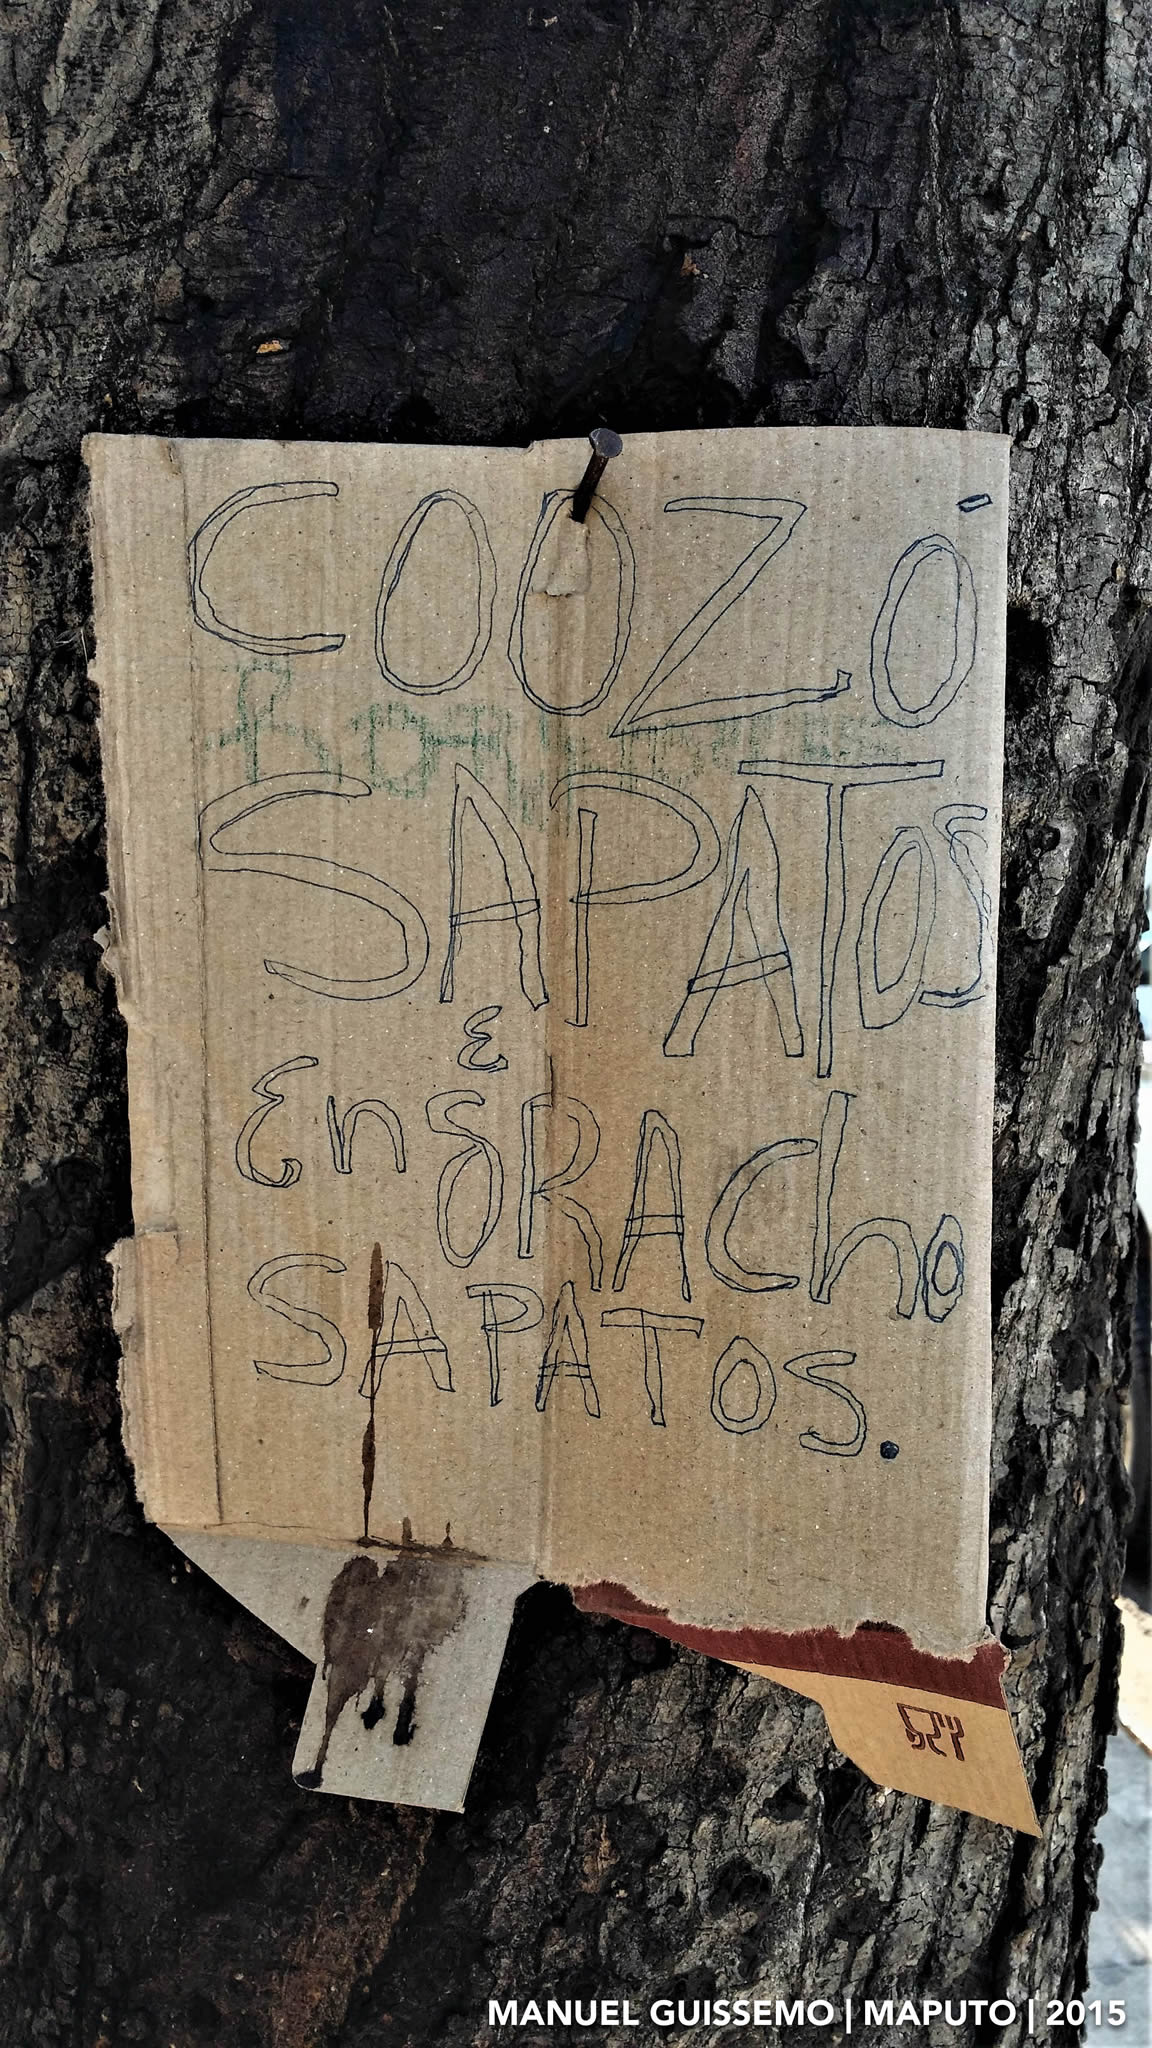 COOZÓ
SAPATOS
E
EnGRACho
SAPATOS.
MANUEL GUISSEMO | MAPUTO | 2015